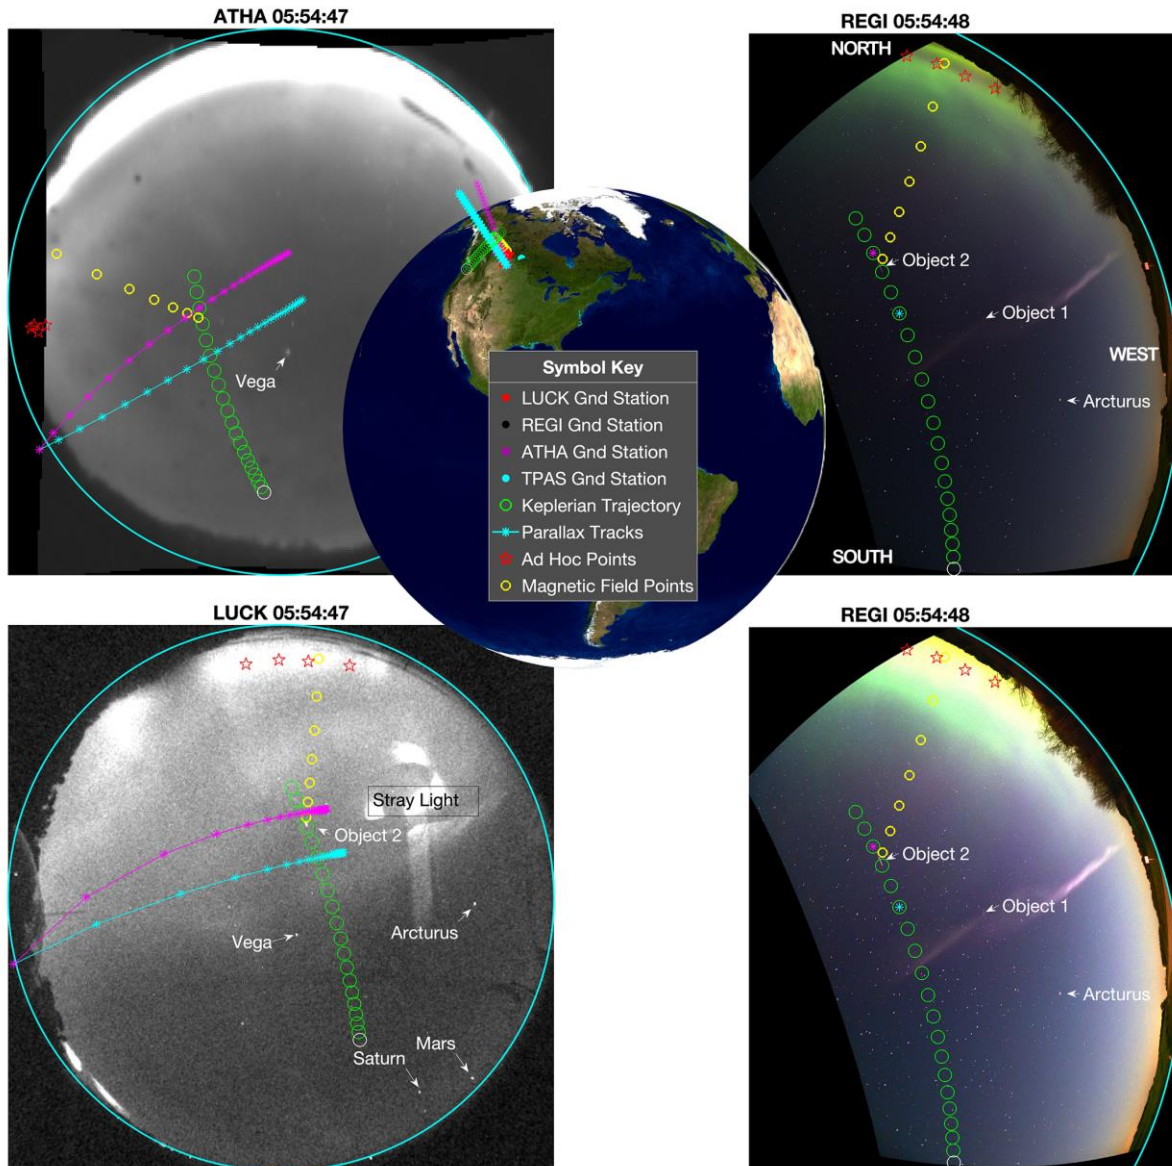 ATHA 05:54:47
Vega
REGI 05:54:48
NORTH
Object 2
Object 1
WEST
Arcturus
SOUTH
Symbol Key
LUCK Gnd Station
REGI Gnd Station
ATHA Gnd Station
TPAS Gnd Station
Keplerian Trajectory
Parallax Tracks
Ad Hoc Points
Magnetic Field Points
LUCK 05:54:47
Stray Light
Object 2
Arcturus
Vega
Mars
Saturn
REGI 05:54:48
Object 2
Object 1
Arcturus